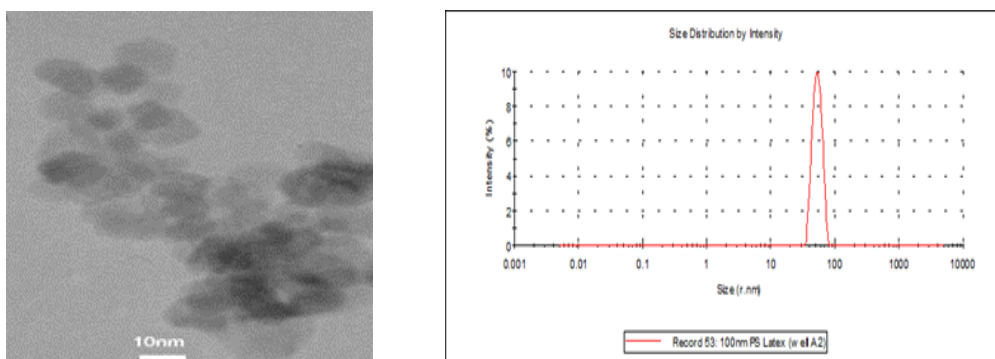 10nm
Size Distribution by Intensity
Intensity (%)
10
8
6
4
2
0
0.001 0.01 0.1 1 10 100 1000 10000
Size (r.nm)
Record 53: 100nm PS Latex (well A2)